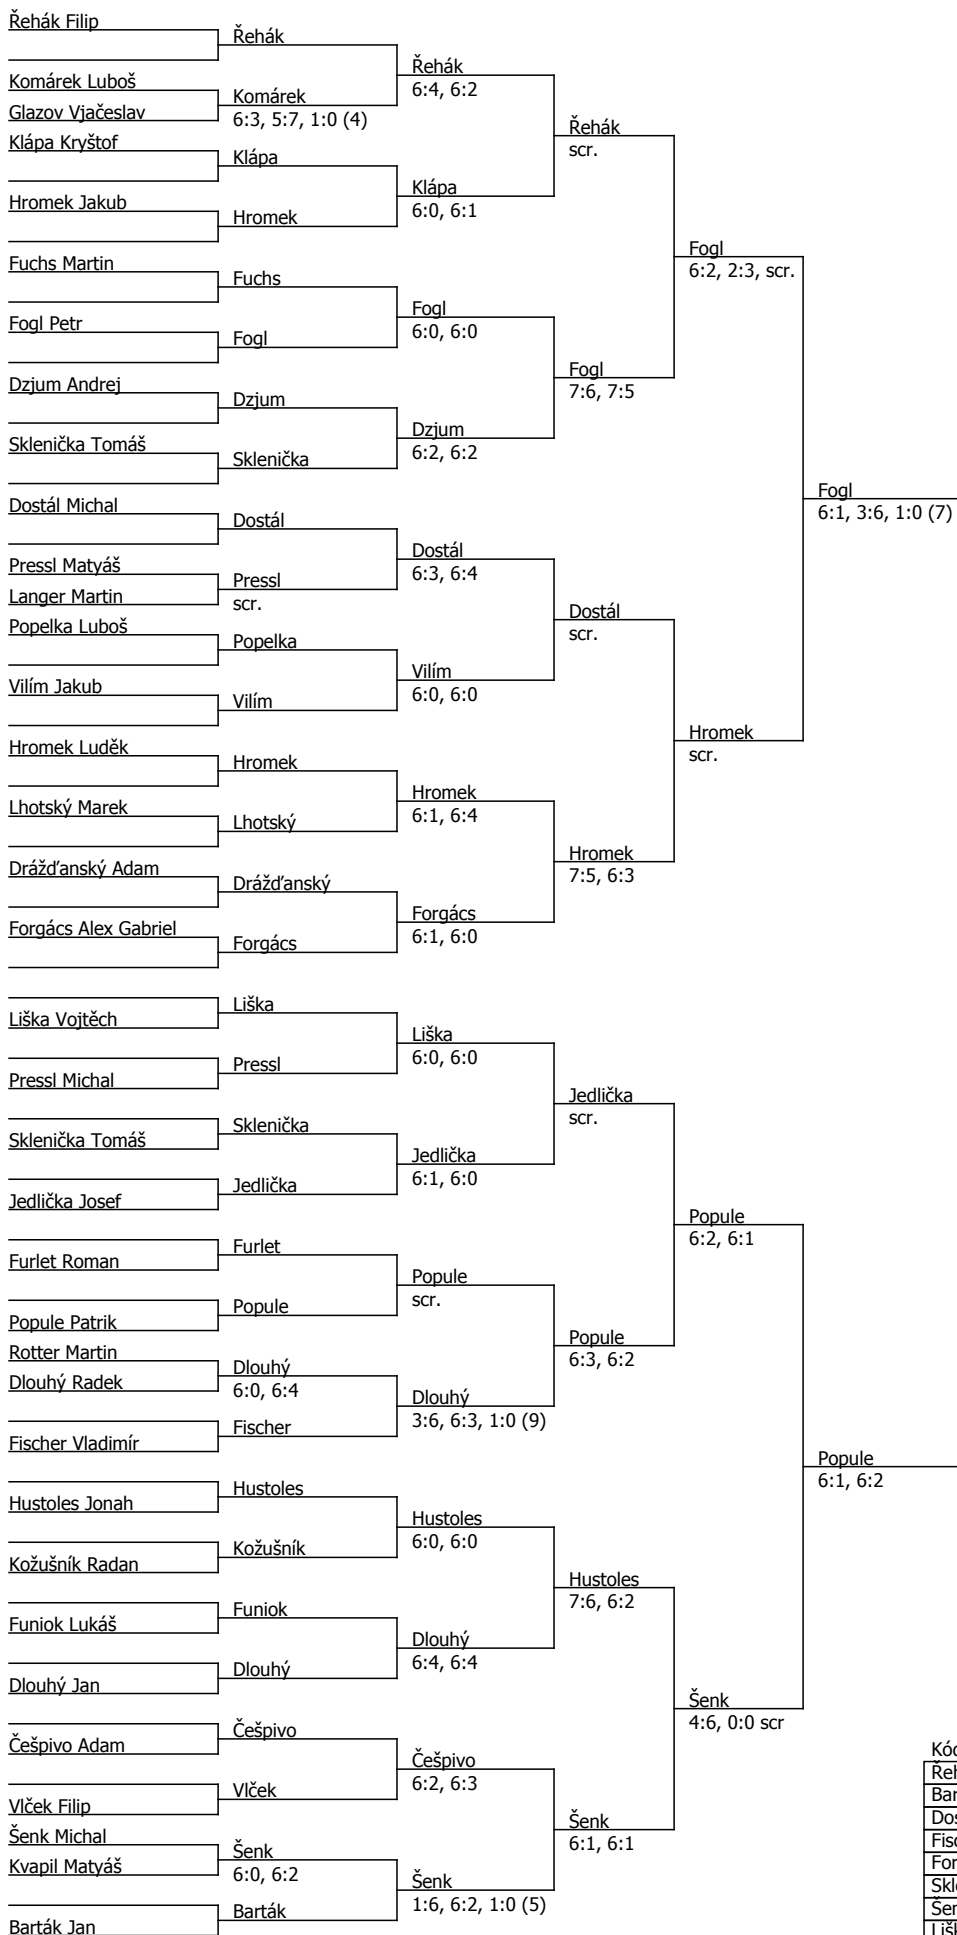 Řehák Filip
Řehák
Řehák
6:4, 6:2
Komárek Luboš
Komárek
6:3, 5:7, 1:0 (4)
Glazov Vjačeslav
Řehák
scr.
Klápa Kryštof
Klápa
Klápa
6:0, 6:1
Hromek Jakub
Hromek
Fogl
6:2, 2:3, scr.
Fuchs Martin
Fuchs
Fogl
6:0, 6:0
Fogl Petr
Fogl
Fogl
7:6, 7:5
Dzjum Andrej
Dzjum
Dzjum
6:2, 6:2
Sklenička Tomáš
Sklenička
Fogl
6:1, 3:6, 1:0 (7)
Dostál Michal
Dostál
Dostál
6:3, 6:4
Pressl Matyáš
Pressl
scr.
Langer Martin
Dostál
scr.
Popelka Luboš
Popelka
Vilím
6:0, 6:0
Vilím Jakub
Vilím
Hromek
scr.
Hromek Luděk
Hromek
Hromek
6:1, 6:4
Lhotský Marek
Lhotský
Hromek
7:5, 6:3
Drážďanský Adam
Drážďanský
Forgács
6:1, 6:0
Forgács Alex Gabriel
Forgács
Liška
Liška Vojtěch
Liška
6:0, 6:0
Pressl
Pressl Michal
Jedlička
scr.
Sklenička
Sklenička Tomáš
Jedlička
6:1, 6:0
Jedlička
Jedlička Josef
Popule
6:2, 6:1
Furlet
Furlet Roman
Popule
scr.
Popule
Popule Patrik
Popule
6:3, 6:2
Rotter Martin
Dlouhý
6:0, 6:4
Dlouhý Radek
Dlouhý
3:6, 6:3, 1:0 (9)
Fischer
Fischer Vladimír
Popule
6:1, 6:2
Hustoles
Hustoles Jonah
Hustoles
6:0, 6:0
Kožušník
Kožušník Radan
Hustoles
7:6, 6:2
Funiok
Funiok Lukáš
Dlouhý
6:4, 6:4
Dlouhý
Dlouhý Jan
Šenk
4:6, 0:0 scr
Češpivo
Češpivo Adam
Češpivo
6:2, 6:3
Vlček
Vlček Filip
Šenk
6:1, 6:1
Šenk Michal
Šenk
6:0, 6:2
Kvapil Matyáš
Šenk
1:6, 6:2, 1:0 (5)
Barták
Barták Jan